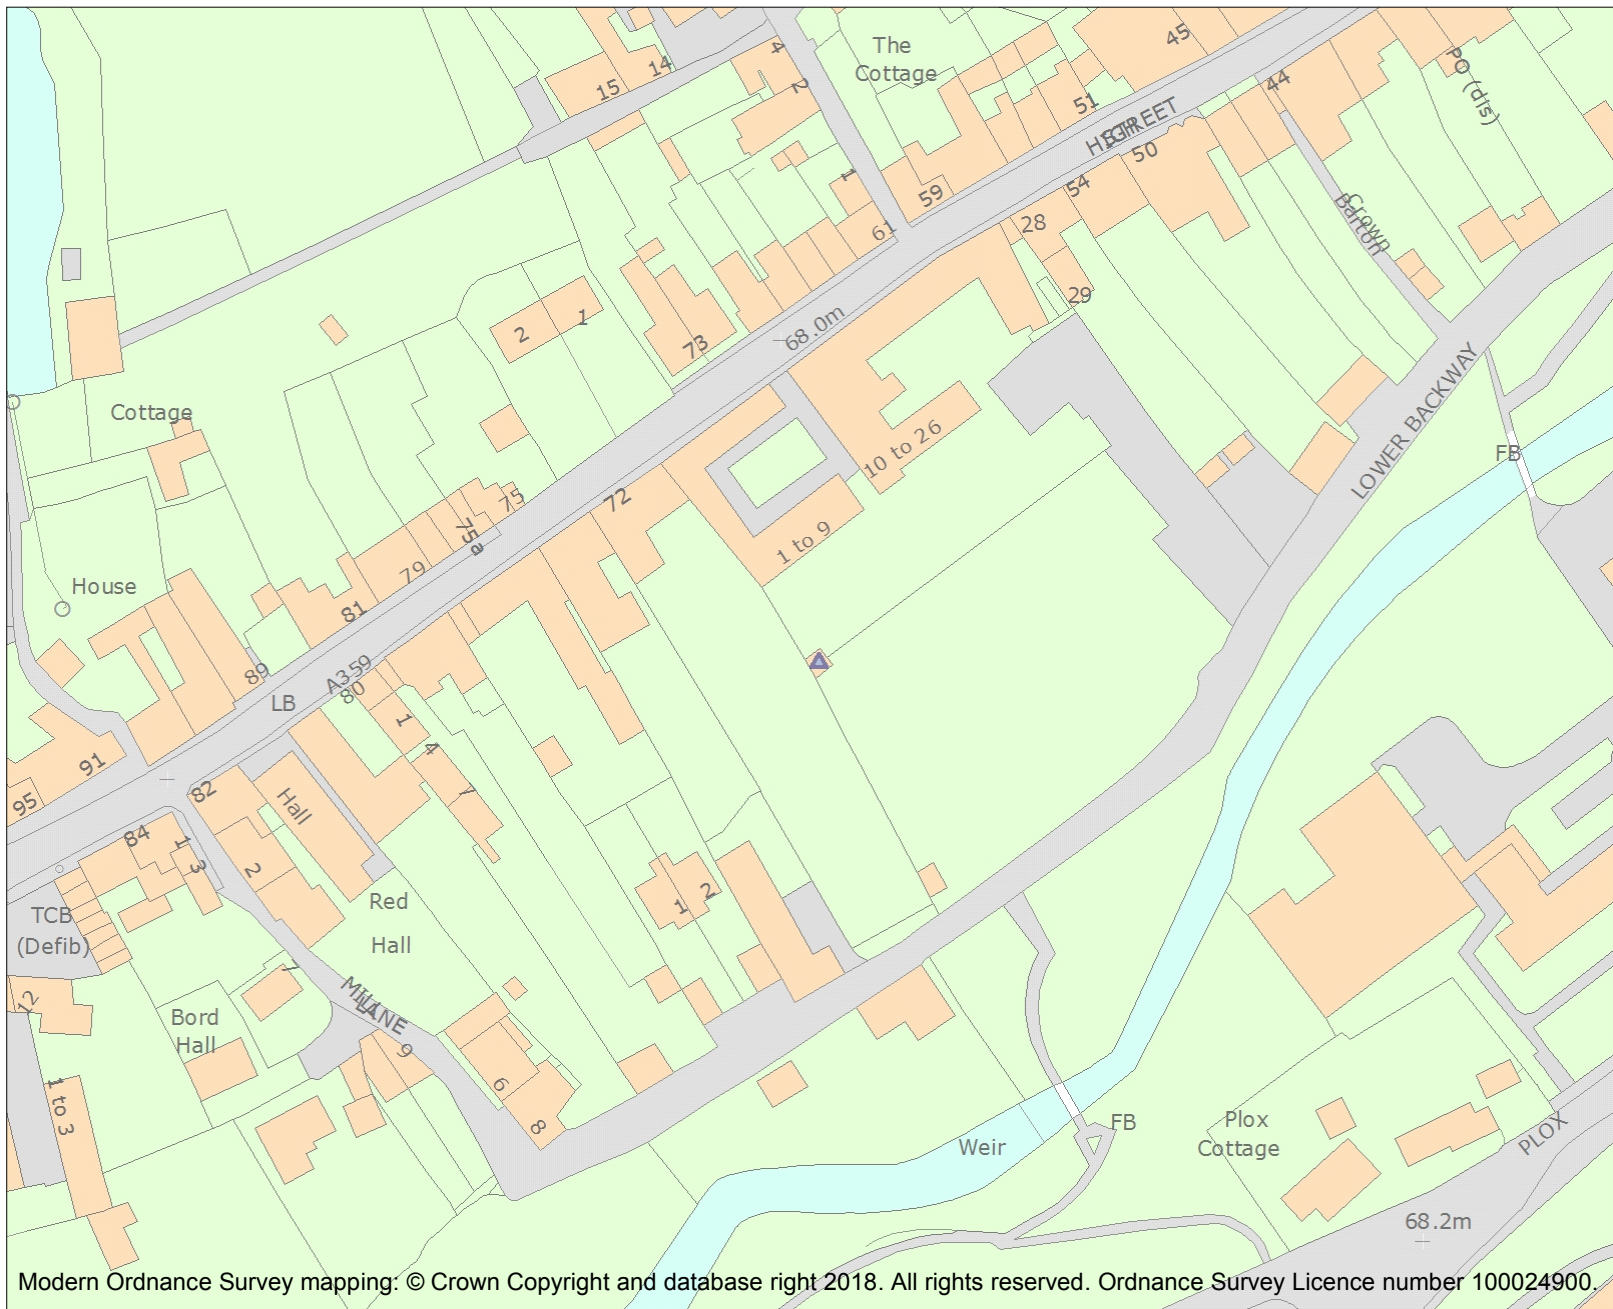 The
Cottage
45
PO (dis)
4
14
15
2
51
44
HIGH
STREET
50
1
59
54
61
28
Crown
Barton
29
2
1
73
68.0m
LOWER BACKWAY
Cottage
10 to 26
FB
75
72
75a
1 to 9
79
House
81
89
A359
80
LB
1
4
91
7
82
95
Hall
84
1
3
2
1
2
Red
Hall
TCB
(Defib)
7
12
MILL
LANE
Bord
Hall
9
6
8
1 to 3
FB
Weir
Plox
Cottage
PLOX
68.2m
Modern Ordnance Survey mapping: © Crown Copyright and database right 2018. All rights reserved. Ordnance Survey Licence number 100024900.